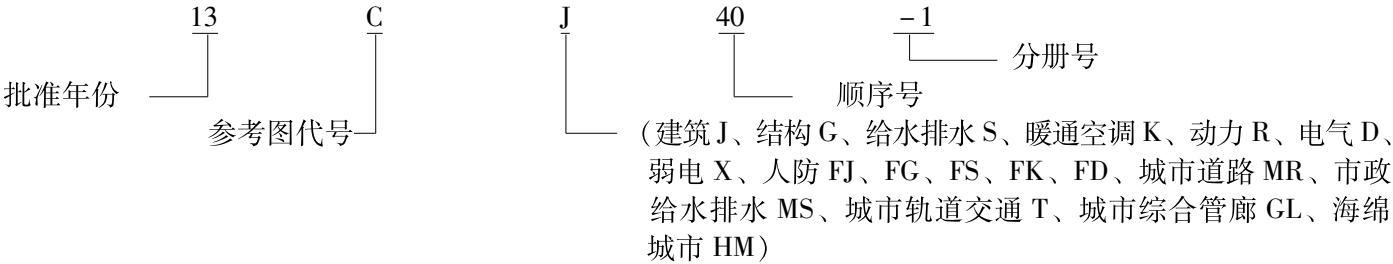 13 C J 40 -1
分册号
批准年份 顺序号
参考图代号 (建筑 J、结构 G、给水排水 S、暖通空调 K、动力 R、电气 D、
弱电 X、人防 FJ、FG、FS、FK、FD、城市道路 MR、市政
给水排水 MS、城市轨道交通 T、城市综合管廊 GL、海绵
城市 HM)